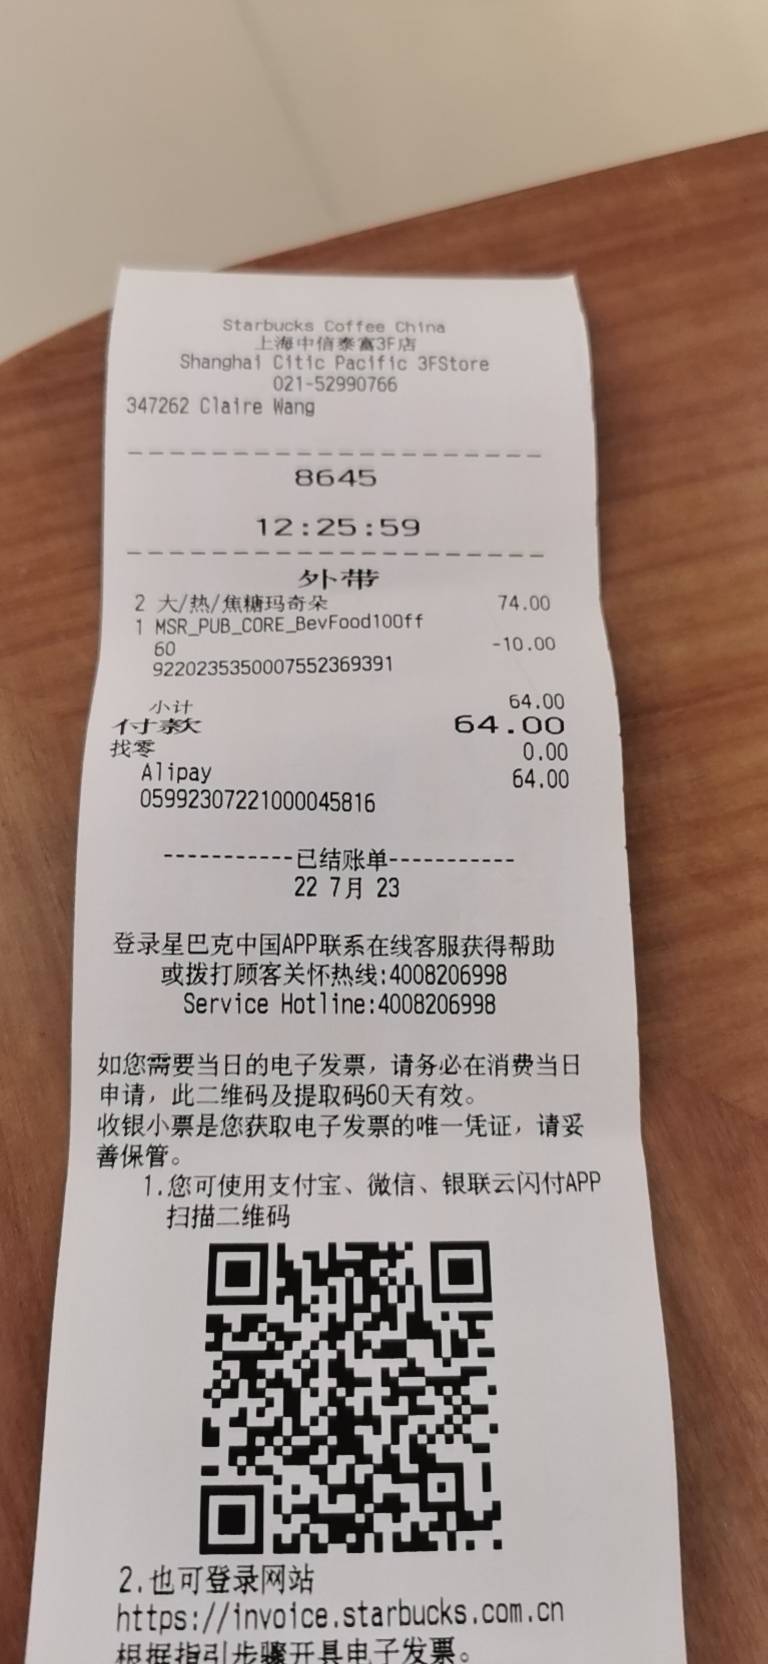 Starbucks Coffee China
上海中信泰富3F店
Shanghai Citic Pacific 3FStore
021-52990766
347262 Claire Wang
--------------------
8645
12:25:59
--------------------
外带
2 大/热/焦糖玛奇朵 74.00
1 MSR_PUB_CORE_BevFood10Off
60 -10.00
9220235350007552369391
小计 64.00
付款 64.00
找零 0.00
Alipay 64.00
05992307221000045816
-----------已结账单-----------
22 7月 23
登录星巴克中国APP联系在线客服获得帮助
或拨打顾客关怀热线:4008206998
Service Hotline:4008206998
如您需要当日的电子发票，请务必在消费当日
申请，此二维码及提取码60天有效。
收银小票是您获取电子发票的唯一凭证，请妥
善保管。
1.您可使用支付宝、微信、银联云闪付APP
扫描二维码
2.也可登录网站
https://invoice.starbucks.com.cn
根据指引步骤开具电子发票。